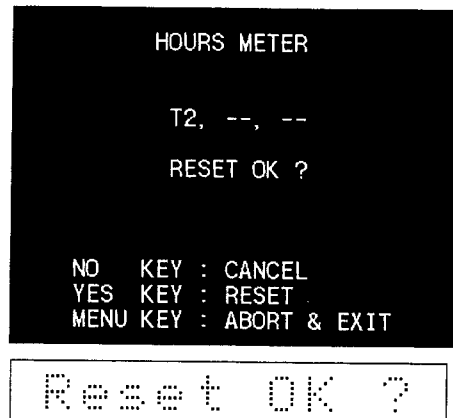 HOURS METER
T2, --, --
RESET OK ?
NO KEY : CANCEL
YES KEY : RESET
MENU KEY : ABORT & EXIT
Reset OK ?